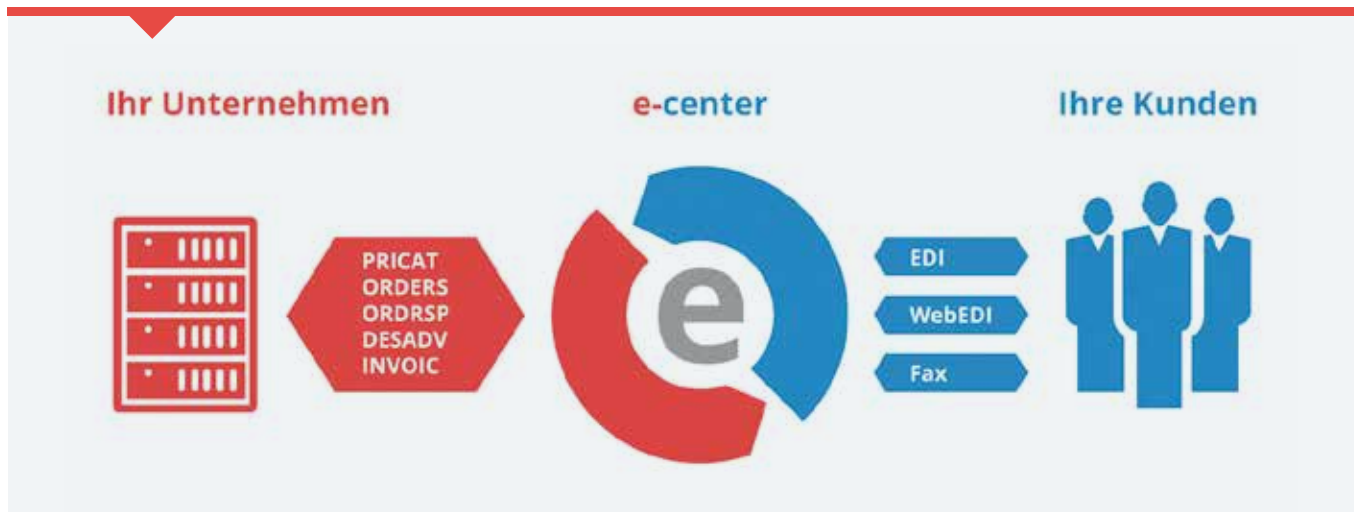 Ihr Unternehmen
e-center
Ihre Kunden
PRICAT
ORDERS
ORDRSP
DESADV
INVOIC
e
EDI
WebEDI
Fax